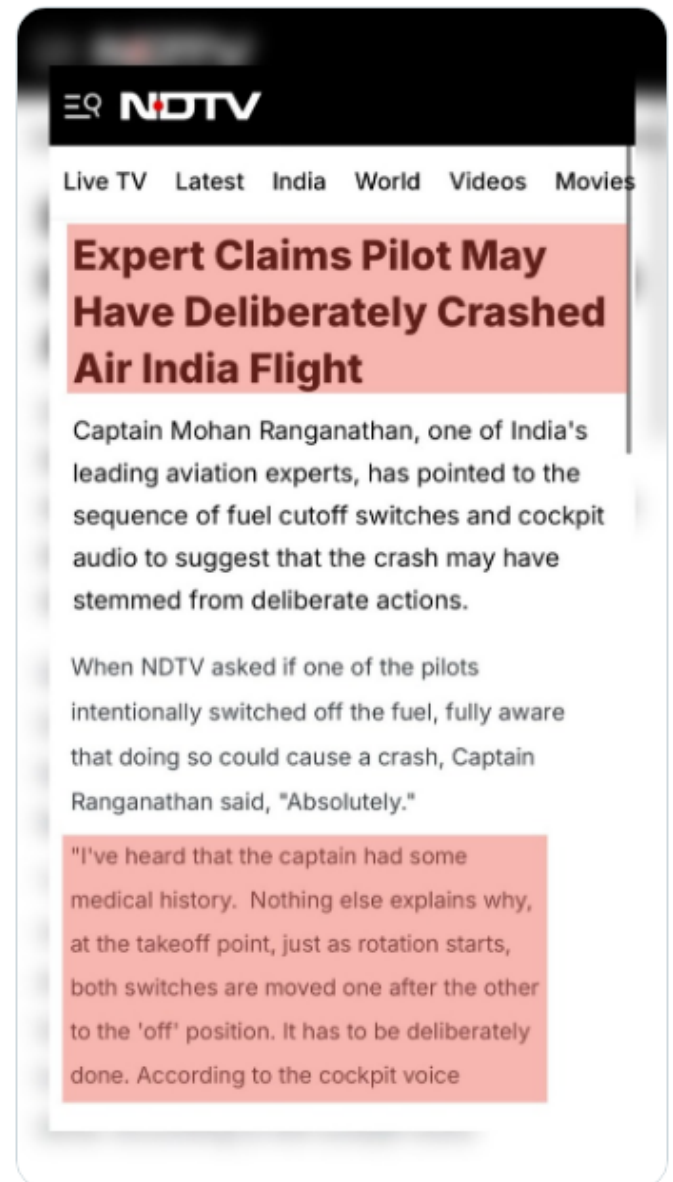 NDTV
Live TV Latest India World Videos Movies
Expert Claims Pilot May
Have Deliberately Crashed
Air India Flight
Captain Mohan Ranganathan, one of India's
leading aviation experts, has pointed to the
sequence of fuel cutoff switches and cockpit
audio to suggest that the crash may have
stemmed from deliberate actions.
When NDTV asked if one of the pilots
intentionally switched off the fuel, fully aware
that doing so could cause a crash, Captain
Ranganathan said, "Absolutely."
"I've heard that the captain had some
medical history.  Nothing else explains why,
at the takeoff point, just as rotation starts,
both switches are moved one after the other
to the 'off' position. It has to be deliberately
done. According to the cockpit voice